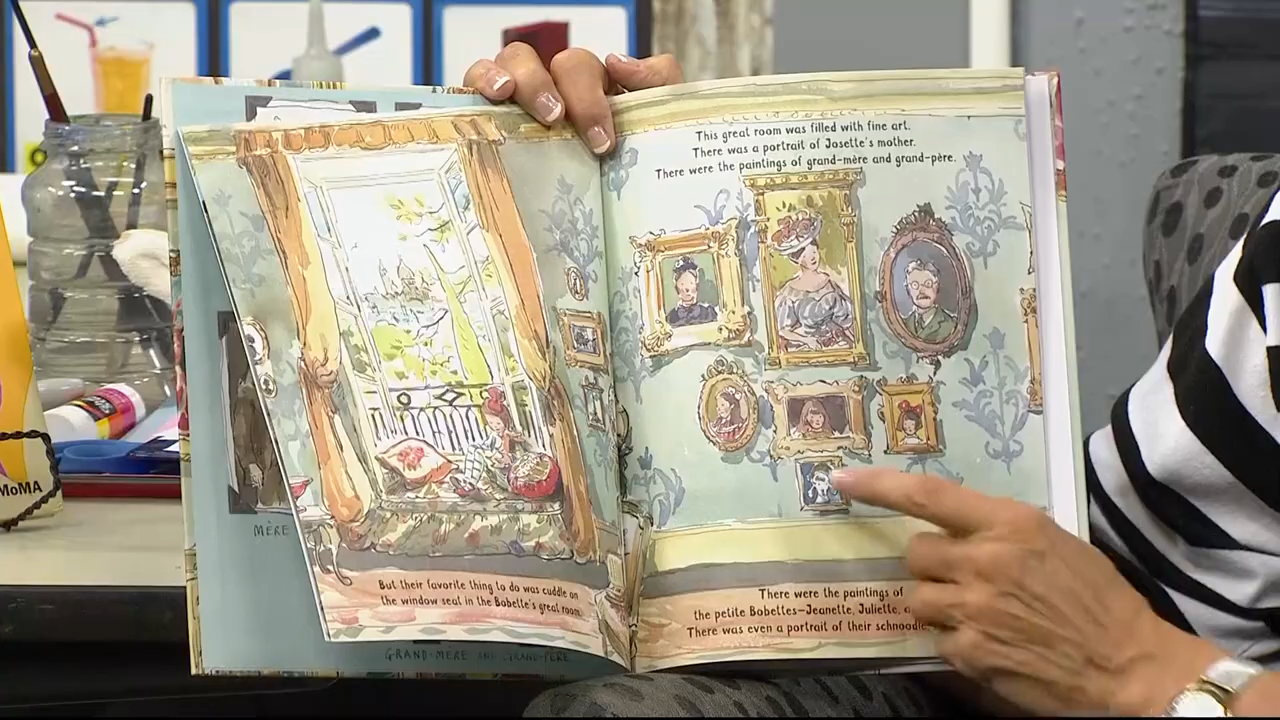 This great room was filled with fine art.
There was a portrait of Josette's mother.
There were the paintings of grand-mère and grand-père.
But their favorite thing to do was cuddle on
the window seat in the Bobette's great room.
There were the paintings of
the petite Bobettes—Jeanette, Juliette,
There was even a portrait of their schnoodle
MÈRE
GRAND-MÈRE AND GRAND-PÈRE
MoMA